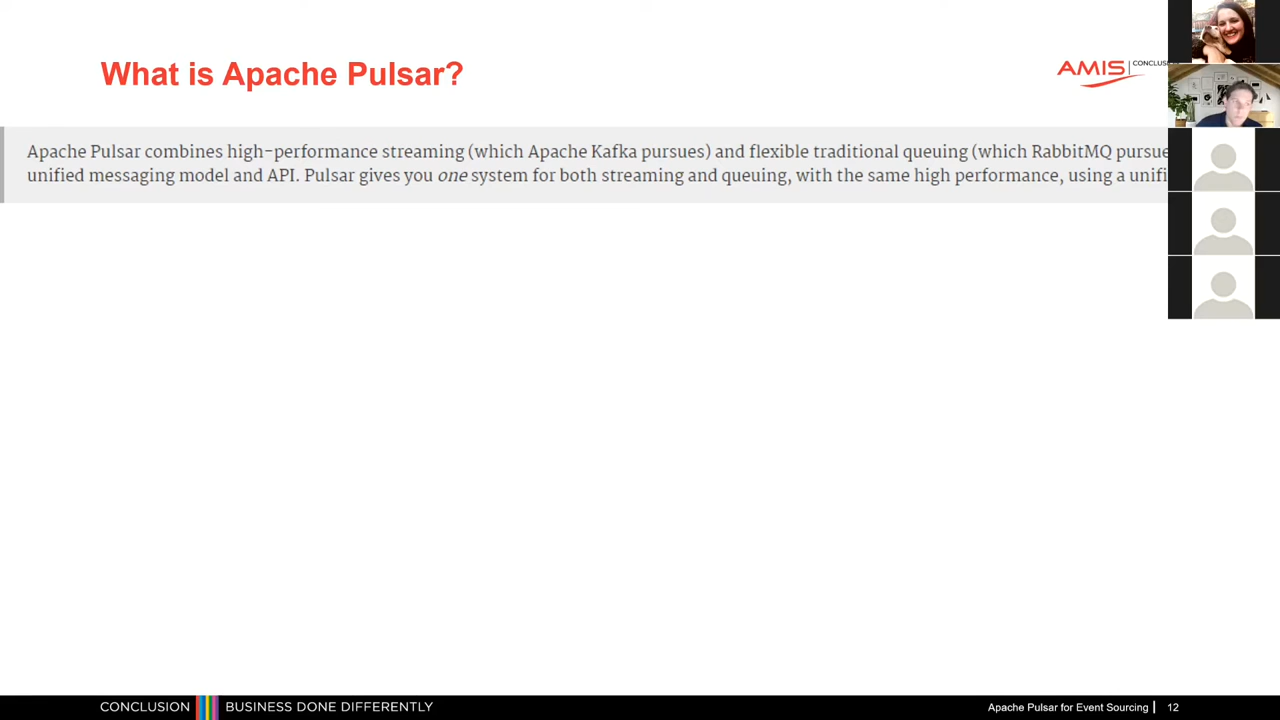 What is Apache Pulsar?
AMIS
Apache Pulsar combines high-performance streaming (which Apache Kafka pursues) and flexible traditional queuing (which RabbitMQ
unified messaging model and API. Pulsar gives you one system for both streaming and queuing, with the same high performance, using a
CONCLUSION BUSINESS DONE DIFFERENTLY
Apache Pulsar for Event Sourcing 12